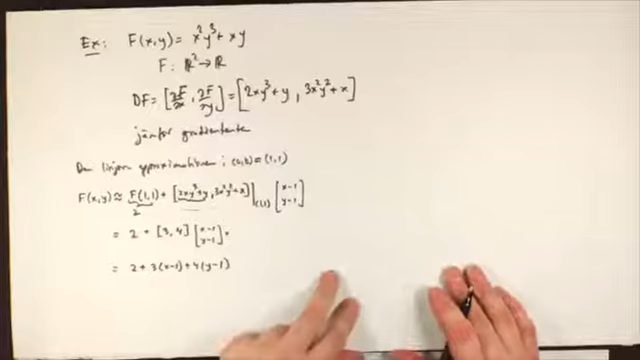 Ex: F(x,y) = x²y³ + xy
F: ℝ² → ℝ
DF = [∂F/∂x, ∂F/∂y] = [2xy³+y, 3x²y²+x]
jämför gradienten
Den linjära approximationen i (a,b) = (1,1)
F(x,y) ≈ F(1,1) + [2xy³+y, 3x²y²+x]|(1,1) [x-1 y-1]
2
= 2 + [3, 4] [x-1 y-1]
= 2 + 3(x-1) + 4(y-1)